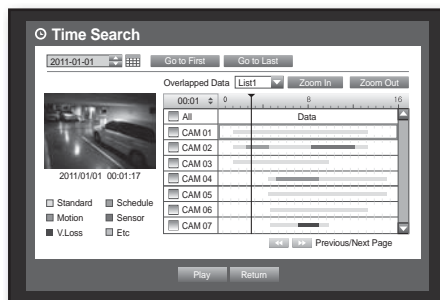 Time Search
2011-01-01
Go to First
Go to Last
Overlapped Data
List1
Zoom In
Zoom Out
00:01
0
8
16
All
Data
CAM 01
CAM 02
CAM 03
CAM 04
CAM 05
CAM 06
CAM 07
2011/01/01 00:01:17
Standard
Schedule
Motion
Sensor
V.Loss
Etc
Previous/Next Page
Play
Return